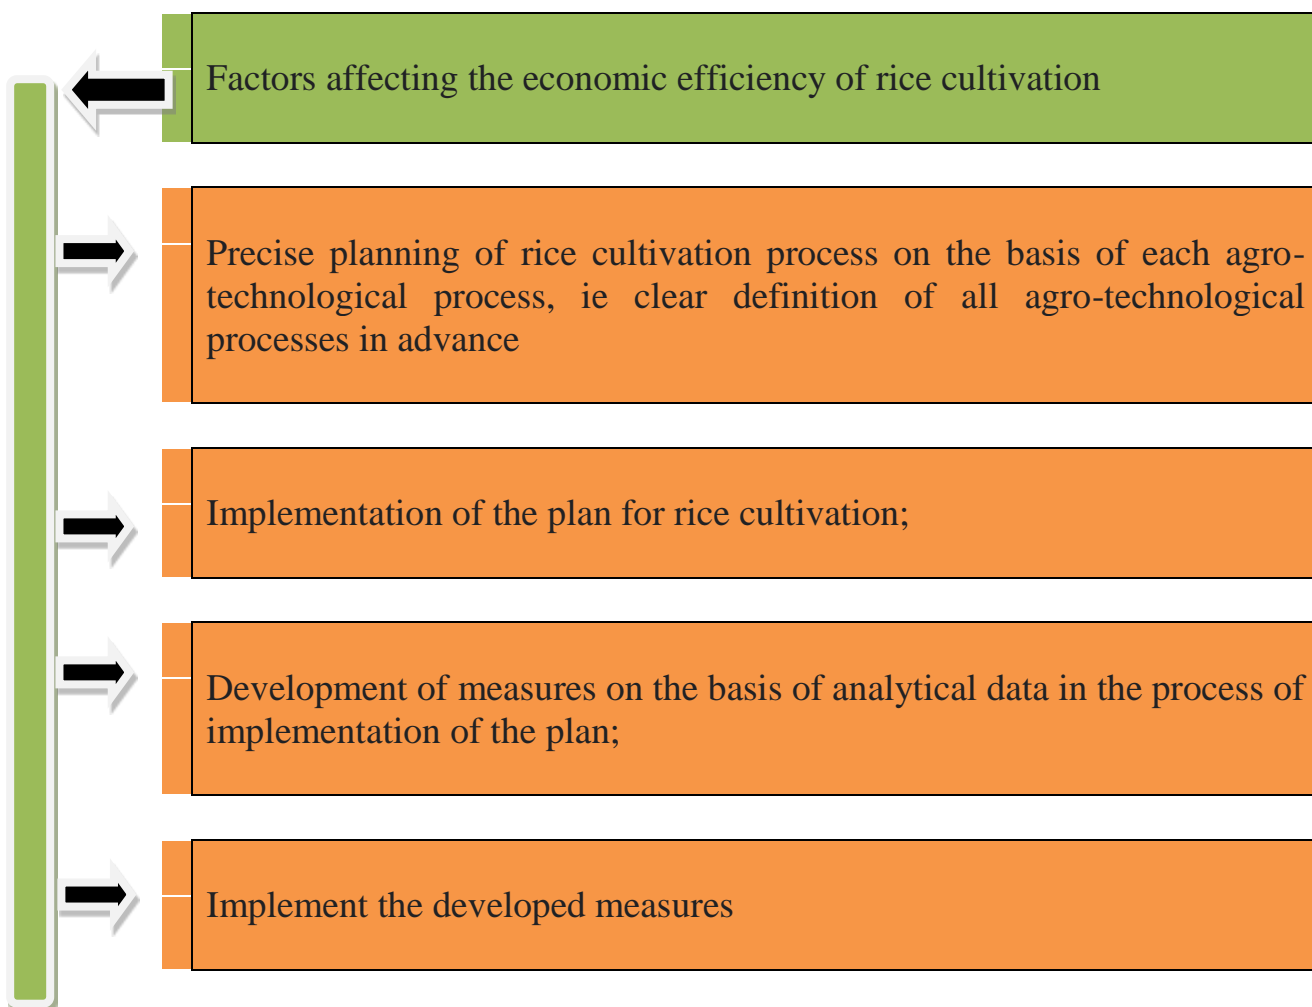 Factors affecting the economic efficiency of rice cultivation
Precise planning of rice cultivation process on the basis of each agro-
technological process, ie clear definition of all agro-technological
processes in advance
Implementation of the plan for rice cultivation;
Development of measures on the basis of analytical data in the process of
implementation of the plan;
Implement the developed measures